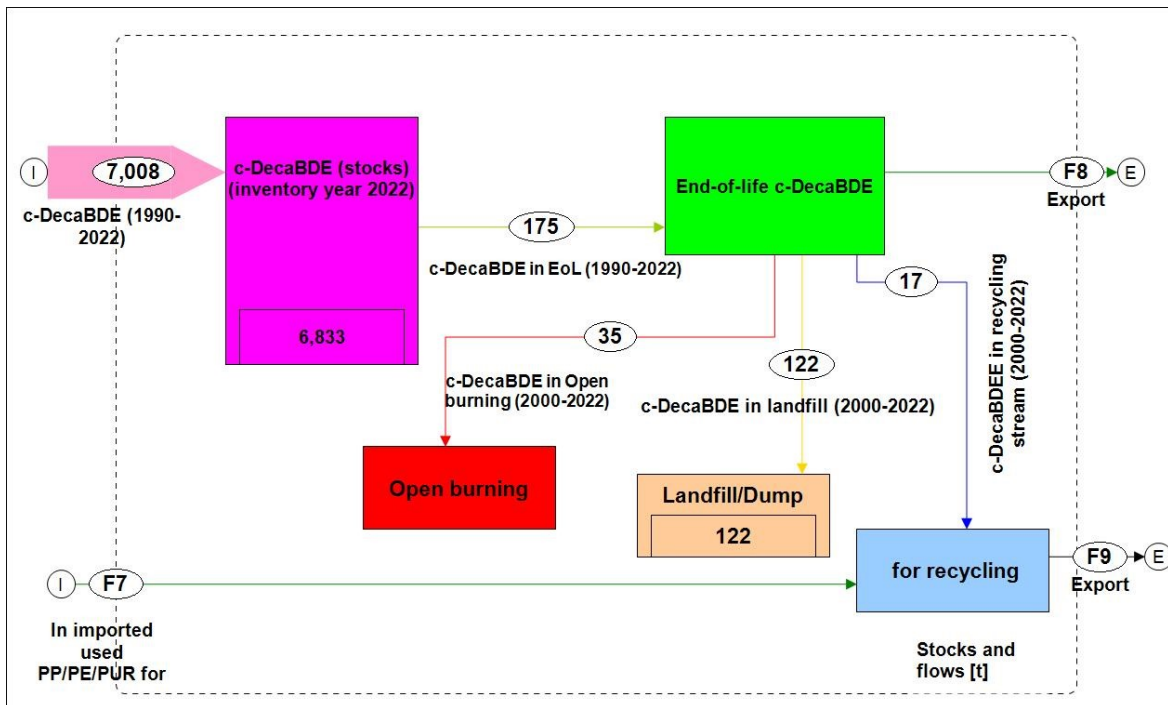 I
7,008
c-DecaBDE (1990-
2022)
c-DecaBDE (stocks)
(inventory year 2022)
6,833
175
c-DecaBDE in EoL (1990-2022)
End-of-life c-DecaBDE
F8
Export
E
35
c-DecaBDE in Open
burning (2000-2022)
122
c-DecaBDE in landfill (2000-2022)
17
c-DecaBDEE in recycling
stream (2000-2022)
Open burning
Landfill/Dump
122
for recycling
F9
Export
E
I
F7
In imported
used
PP/PE/PUR for
Stocks and
flows [t]